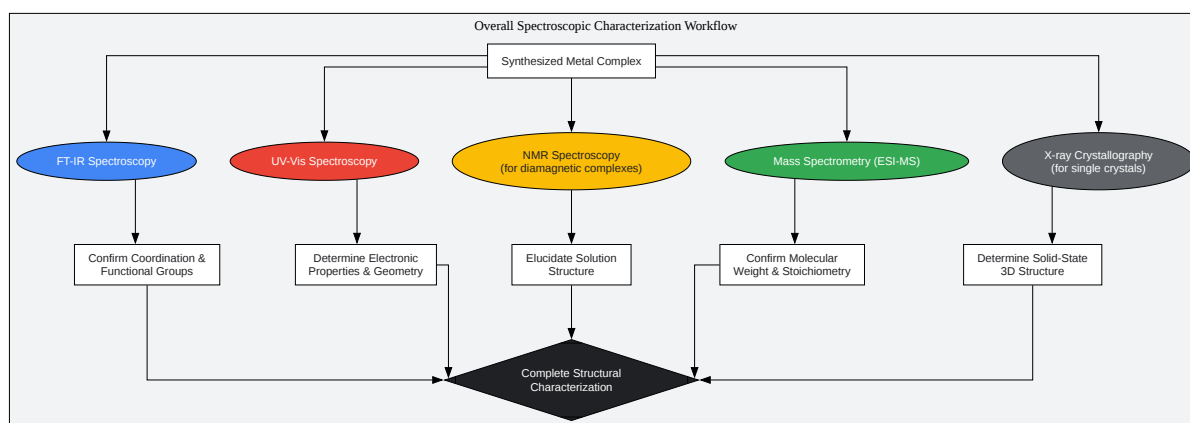 Overall Spectroscopic Characterization Workflow
Synthesized Metal Complex
FT-IR Spectroscopy
UV-Vis Spectroscopy
NMR Spectroscopy
(for diamagnetic complexes)
Mass Spectrometry (ESI-MS)
X-ray Crystallography
(for single crystals)
Confirm Coordination &
Functional Groups
Determine Electronic
Properties & Geometry
Elucidate Solution
Structure
Confirm Molecular
Weight & Stoichiometry
Determine Solid-State
3D Structure
Complete Structural
Characterization